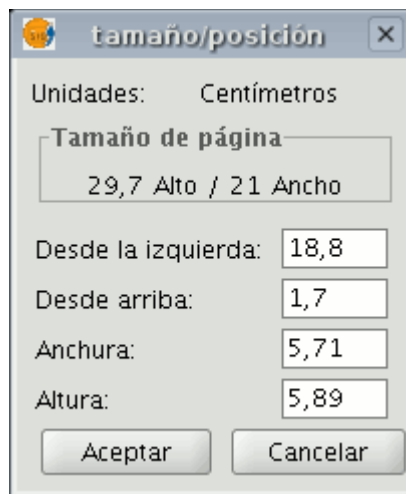 tamaño/posición
Unidades: Centímetros
Tamaño de página
29,7 Alto / 21 Ancho
Desde la izquierda: 18,8
Desde arriba: 1,7
Anchura: 5,71
Altura: 5,89
Aceptar Cancelar